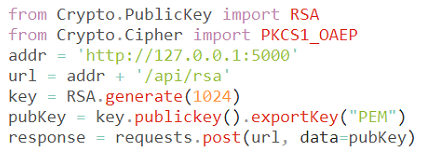 from Crypto.PublicKey import RSA
from Crypto.Cipher import PKCS1_OAEP
addr = 'http://127.0.0.1:5000'
url = addr + '/api/rsa'
key = RSA.generate(1024)
pubKey = key.publickey().exportKey("PEM")
response = requests.post(url, data=pubKey)